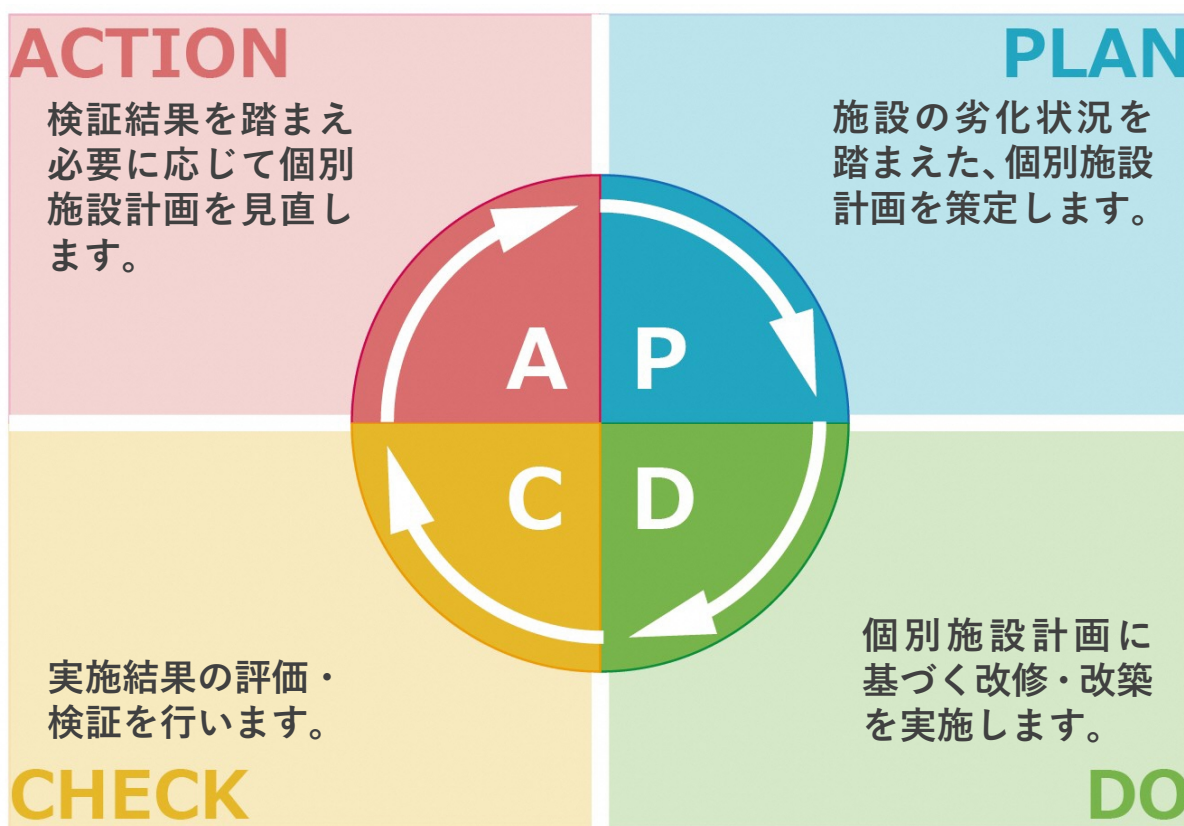 ACTION
検証結果を踏まえ
必要に応じて個別
施設計画を見直し
ます。
PLAN
施設の劣化状況を
踏まえた、個別施設
計画を策定します。
A
P
C
D
実施結果の評価・
検証を行います。
CHECK
個別施設計画に
基づく改修・改築
を実施します。
DO